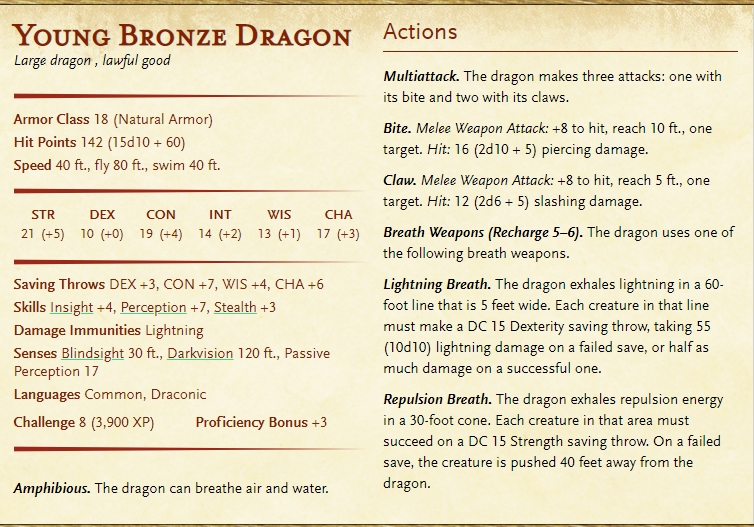 Young Bronze Dragon
Large dragon , lawful good
Armor Class 18 (Natural Armor)
Hit Points 142 (15d10 + 60)
Speed 40 ft., fly 80 ft., swim 40 ft.
STR DEX CON INT WIS CHA
21 (+5) 10 (+0) 19 (+4) 14 (+2) 13 (+1) 17 (+3)
Saving Throws DEX +3, CON +7, WIS +4, CHA +6
Skills Insight +4, Perception +7, Stealth +3
Damage Immunities Lightning
Senses Blindsight 30 ft., Darkvision 120 ft., Passive
Perception 17
Languages Common, Draconic
Challenge 8 (3,900 XP) Proficiency Bonus +3
Amphibious. The dragon can breathe air and water.
Actions
Multiattack. The dragon makes three attacks: one with
its bite and two with its claws.
Bite. Melee Weapon Attack: +8 to hit, reach 10 ft., one
target. Hit: 16 (2d10 + 5) piercing damage.
Claw. Melee Weapon Attack: +8 to hit, reach 5 ft., one
target. Hit: 12 (2d6 + 5) slashing damage.
Breath Weapons (Recharge 5–6). The dragon uses one of
the following breath weapons.
Lightning Breath. The dragon exhales lightning in a 60-
foot line that is 5 feet wide. Each creature in that line
must make a DC 15 Dexterity saving throw, taking 55
(10d10) lightning damage on a failed save, or half as
much damage on a successful one.
Repulsion Breath. The dragon exhales repulsion energy
in a 30-foot cone. Each creature in that area must
succeed on a DC 15 Strength saving throw. On a failed
save, the creature is pushed 40 feet away from the
dragon.